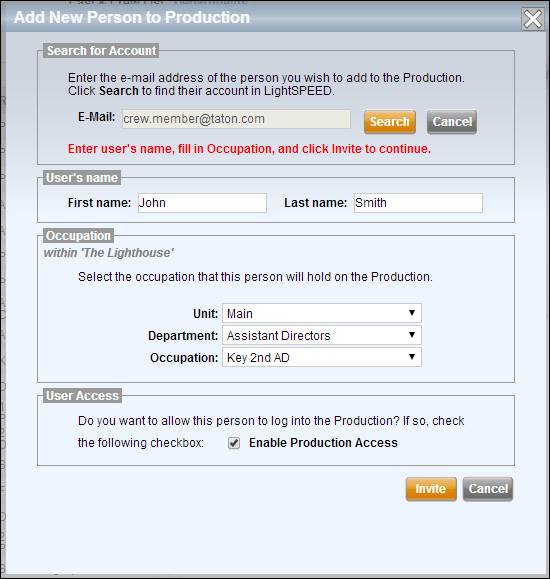 Add New Person to Production
Search for Account
Enter the e-mail address of the person you wish to add to the Production.
Click Search to find their account in LightSPEED.
E-Mail: crew.member@taton.com Search Cancel
Enter user's name, fill in Occupation, and click Invite to continue.
User's name
First name: John Last name: Smith
Occupation
within 'The Lighthouse'
Select the occupation that this person will hold on the Production.
Unit: Main
Department: Assistant Directors
Occupation: Key 2nd AD
User Access
Do you want to allow this person to log into the Production? If so, check
the following checkbox: Enable Production Access
Invite Cancel